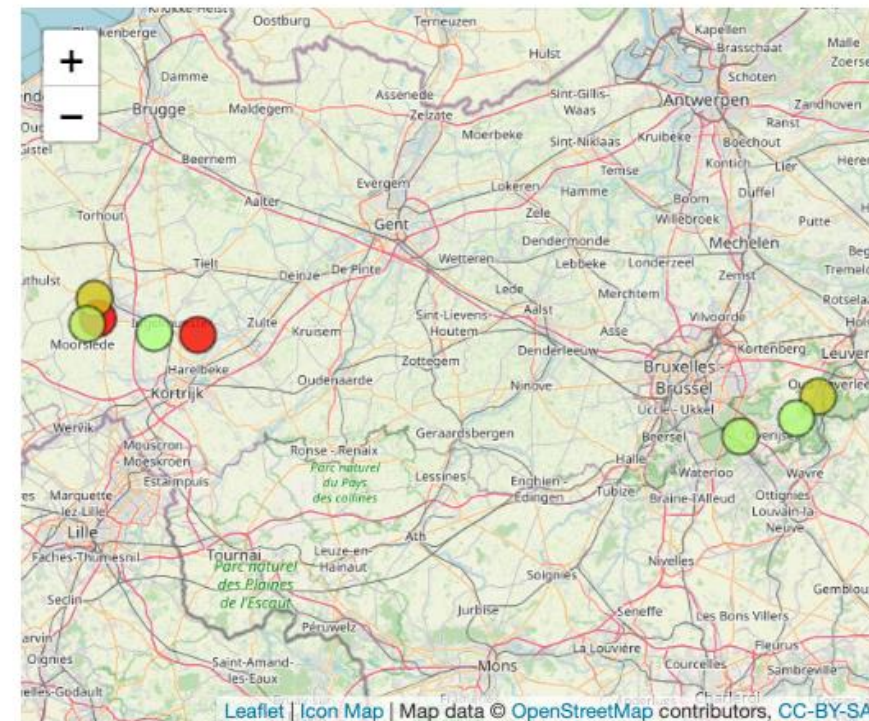 Oostburg
Terneuzen
Kapellen
Brasschaat
Malle
+
Damme
Hulst
Schoten
Assenede
Sint-Gillis-
Waas
Antwerpen
Zandhoven
−
Brugge
Maldegem
Zelzate
Ranst
Moerbeke
Sint-Niklaas
Kruibeke
Boechout
Beernem
Kontich
Lier
Temse
Evergem
Lokeren
Hamme
Duffel
Aalter
Boom
Torhout
Gent
Zele
Willebroek
Putte
Dendermonde
Mechelen
Tielt
Deinze
De Pinte
Wetteren
Lebbeke
Londerzeel
Zemst
Lede
Merchtem
Zulte
Kruisem
Sint-Lievens-
Houtem
Aalst
Vilvoorde
Asse
Moorslede
Denderleeuw
Kortenberg
Harelbeke
Zottegem
Bruxelles -
Brussel
Oudenaarde
Ninove
Kortrijk
Uccle - Ukkel
Wervik
Geraardsbergen
Beersel
Mouscron
- Moeskroen
Ronse - Renaix
Halle
Waterloo
Wavre
Estaimpuis
Parc naturel
du Pays
des collines
Lessines
Enghien -
Edingen
Tubize
Braine-l'Alleud
Ottignies
Louvain-la-
Neuve
Marquette
-lez-Lille
Lille
Ath
Faches-Thumesnil
Tournai
Leuze-en-
Hainaut
Nivelles
Parc naturel
des Plaines
de l'Escaut
Soignies
Seclin
Jurbise
Seneffe
Les Bons Villers
Péruwelz
La Louvière
Fleurus
Oignies
Saint-Amand-
les-Eaux
Mons
Courcelles
Sambreville
Leaflet | Icon Map | Map data © OpenStreetMap contributors, CC-BY-SA